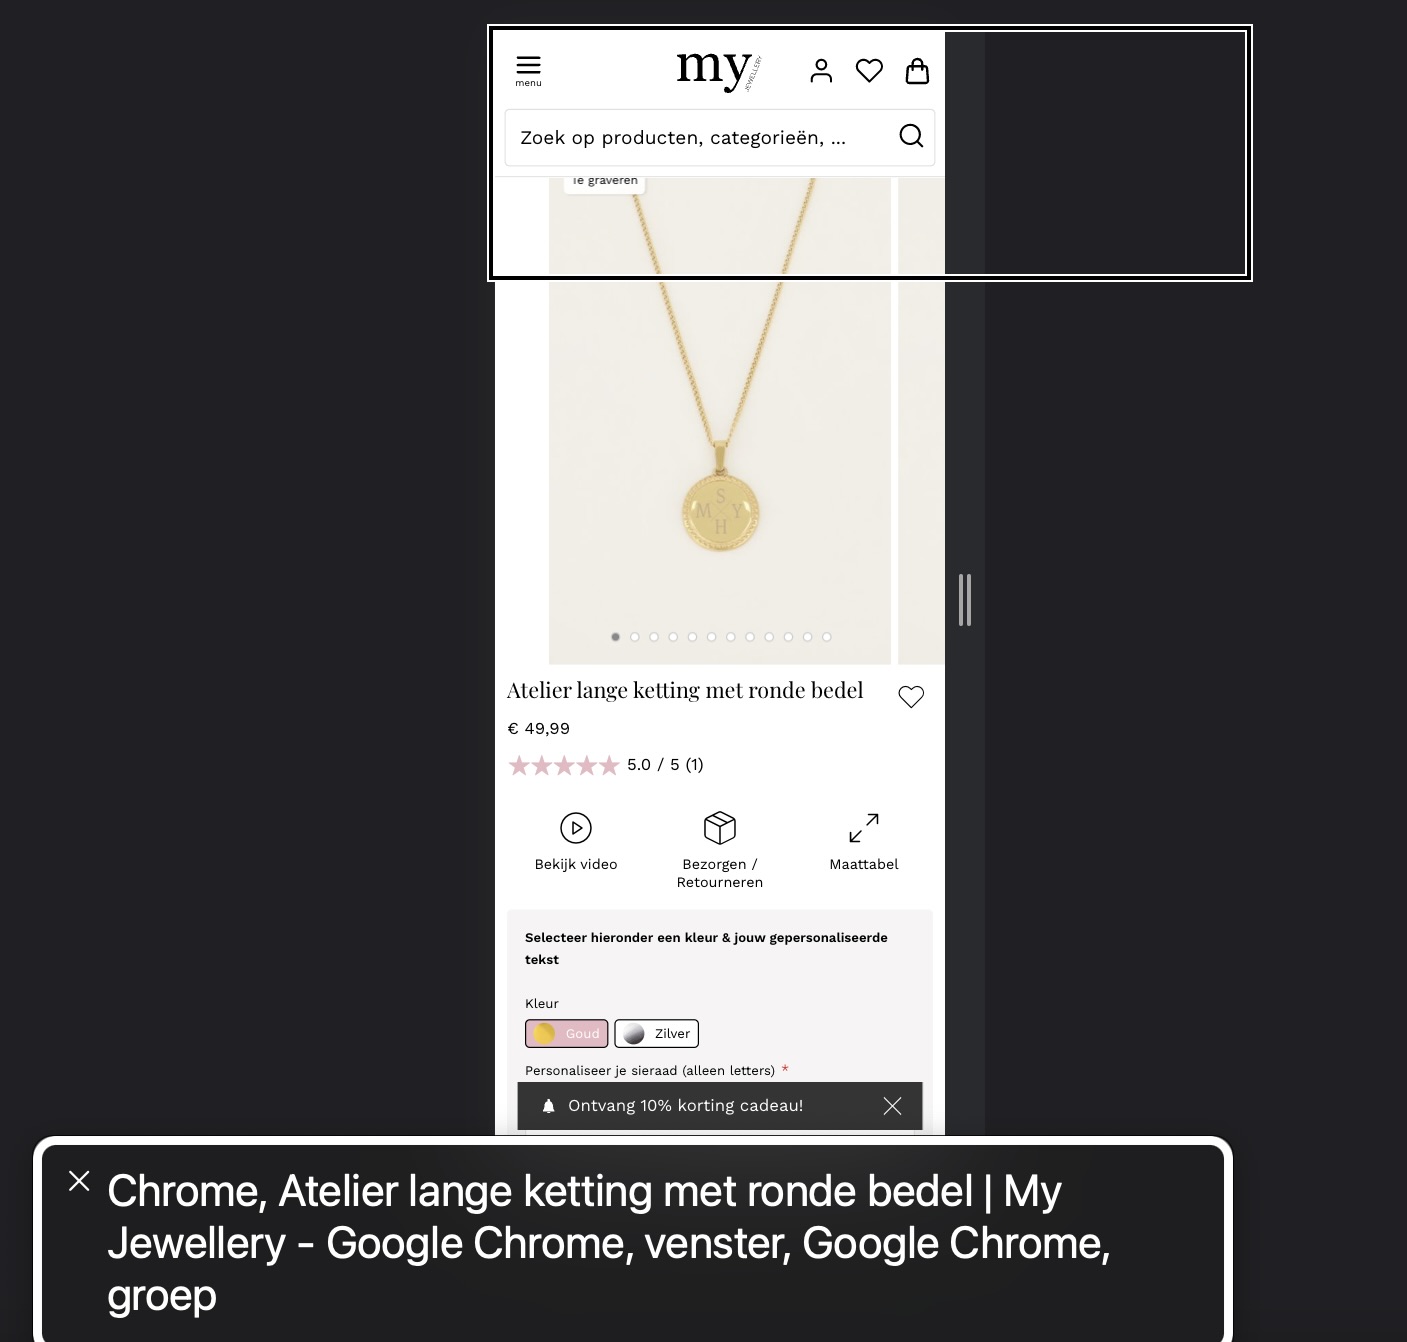 menu
my
JEWELLERY
Zoek op producten, categorieën, ...
Te graveren
S
M Y
H
Atelier lange ketting met ronde bedel
€ 49,99
5.0 / 5 (1)
Bekijk video
Bezorgen /
Retourneren
Maattabel
Selecteer hieronder een kleur & jouw gepersonaliseerde
tekst
Kleur
Goud
Zilver
Personaliseer je sieraad (alleen letters) *
Ontvang 10% korting cadeau!
Chrome, Atelier lange ketting met ronde bedel | My
Jewellery - Google Chrome, venster, Google Chrome,
groep